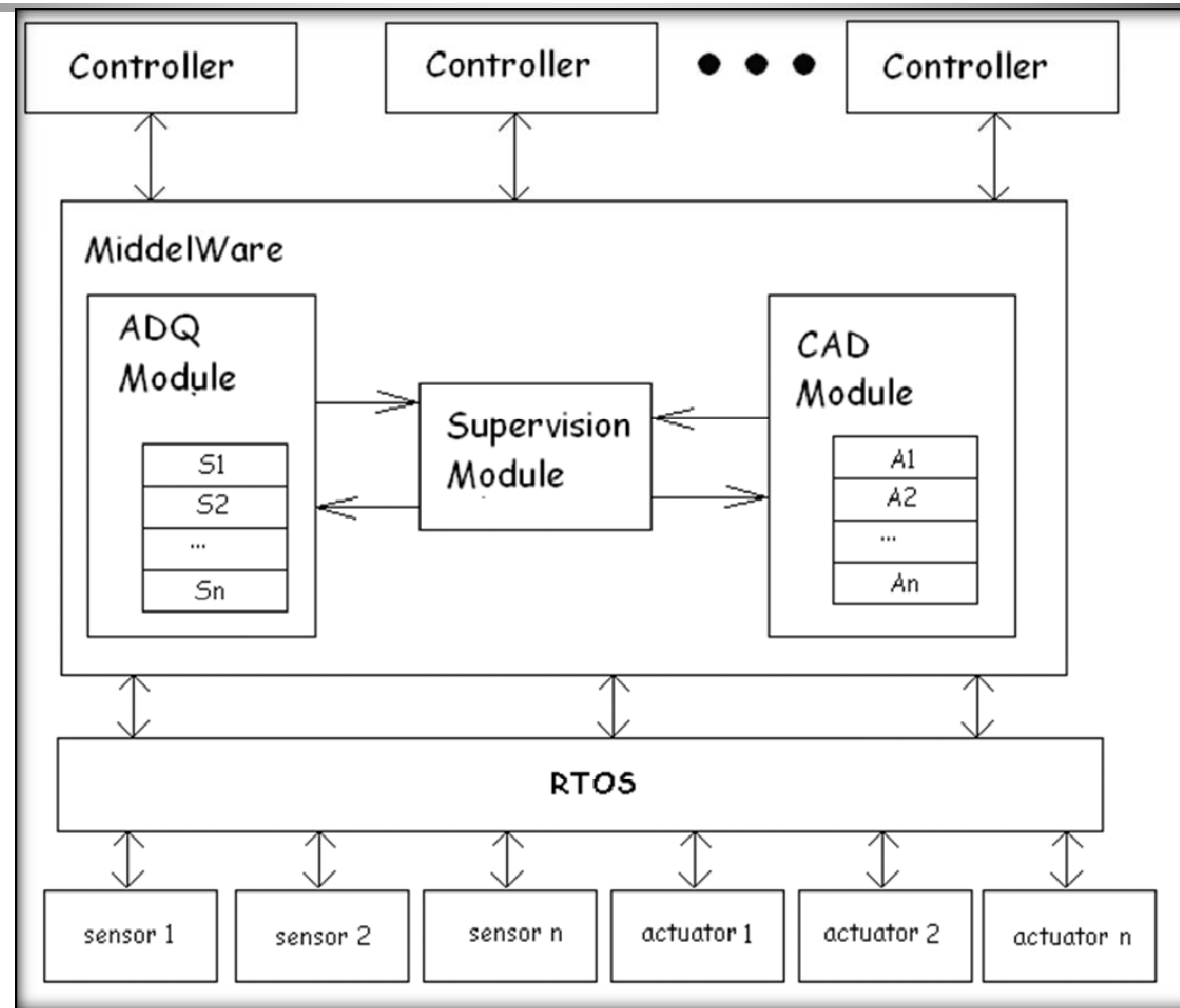 Controller
Controller
Controller
MiddelWare
ADQ
Module
S1
S2
...
Sn
Supervision
Module
CAD
Module
A1
A2
...
An
RTOS
sensor 1
sensor 2
sensor n
actuator 1
actuator 2
actuator n